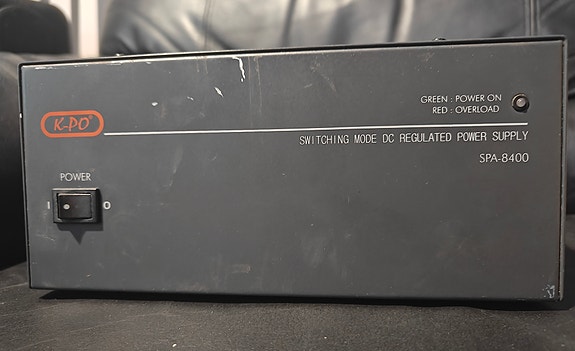 GREEN : POWER ON
RED : OVERLOAD
K-PO®
SWITCHING MODE DC REGULATED POWER SUPPLY
SPA-8400
POWER
I O